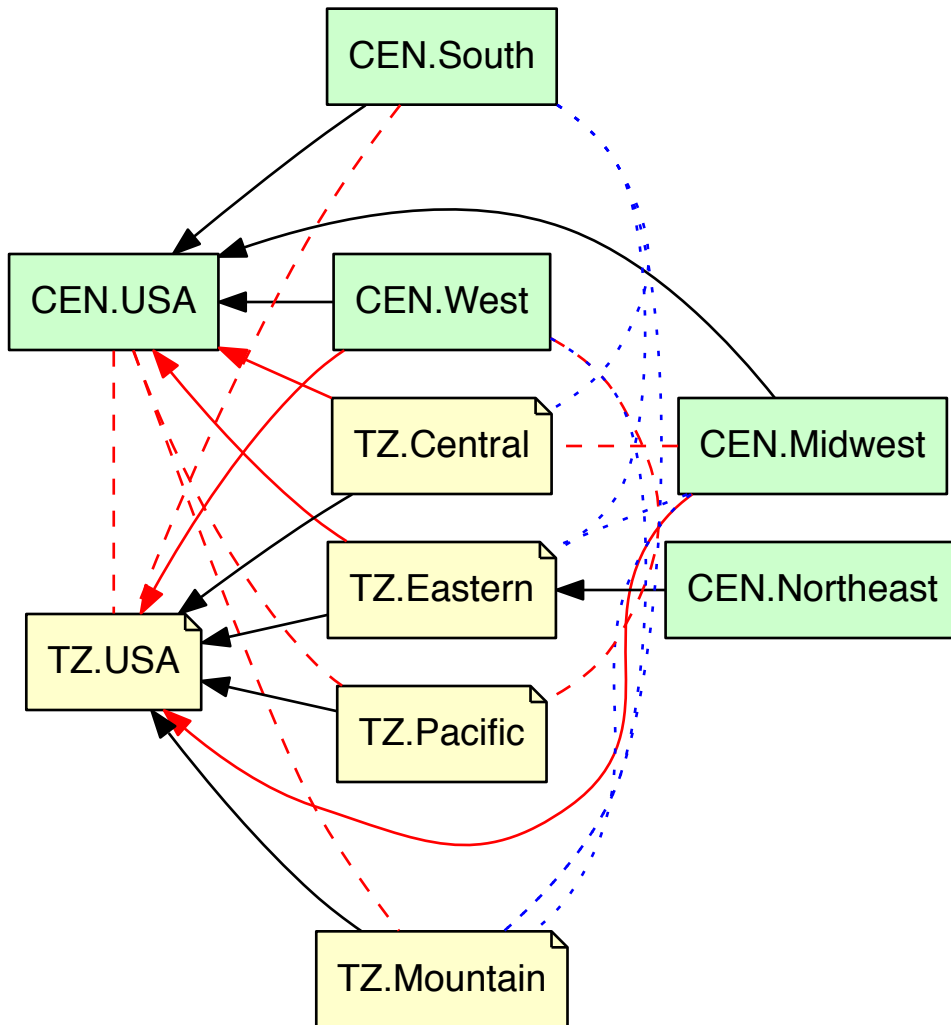 CEN.South
CEN.USA
CEN.West
TZ.Central
CEN.Midwest
TZ.Eastern
CEN.Northeast
TZ.USA
TZ.Pacific
TZ.Mountain